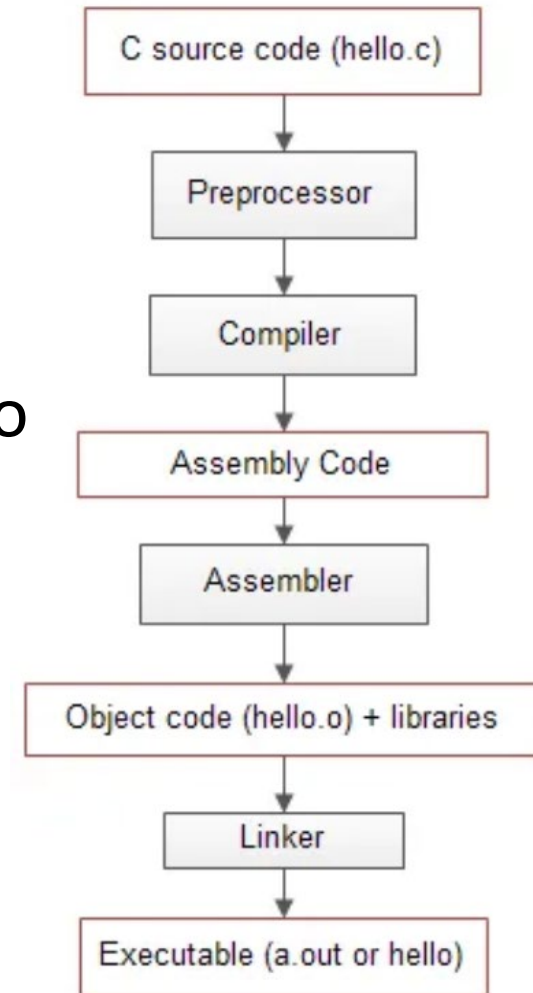 C source code (hello.c)
Preprocessor
Compiler
o
Assembly Code
Assembler
Object code (hello.o) + libraries
Linker
Executable (a.out or hello)